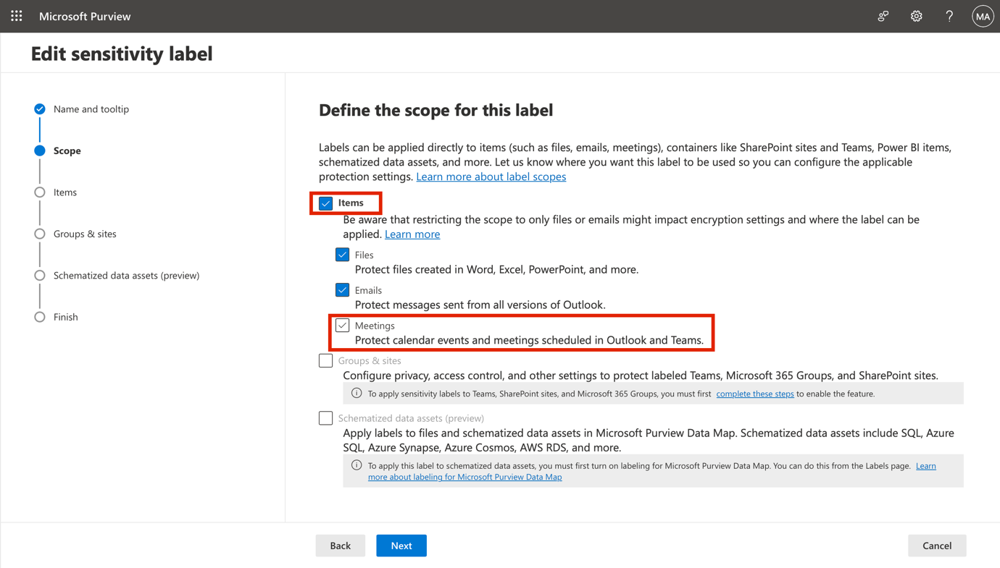 Microsoft Purview
MA
Edit sensitivity label
Name and tooltip
Scope
Items
Groups & sites
Schematized data assets (preview)
Finish
Define the scope for this label
Labels can be applied directly to items (such as files, emails, meetings), containers like SharePoint sites and Teams, Power BI items,
schematized data assets, and more. Let us know where you want this label to be used so you can configure the applicable
protection settings. Learn more about label scopes
Items
Be aware that restricting the scope to only files or emails might impact encryption settings and where the label can be
applied. Learn more
Files
Protect files created in Word, Excel, PowerPoint, and more.
Emails
Protect messages sent from all versions of Outlook.
Meetings
Protect calendar events and meetings scheduled in Outlook and Teams.
Groups & sites
Configure privacy, access control, and other settings to protect labeled Teams, Microsoft 365 Groups, and SharePoint sites.
To apply sensitivity labels to Teams, SharePoint sites, and Microsoft 365 Groups, you must first complete these steps to enable the feature.
Schematized data assets (preview)
Apply labels to files and schematized data assets in Microsoft Purview Data Map. Schematized data assets include SQL, Azure
SQL, Azure Synapse, Azure Cosmos, AWS RDS, and more.
To apply this label to schematized data assets, you must first turn on labeling for Microsoft Purview Data Map. You can do this from the Labels page. Learn
more about labeling for Microsoft Purview Data Map
Back
Next
Cancel